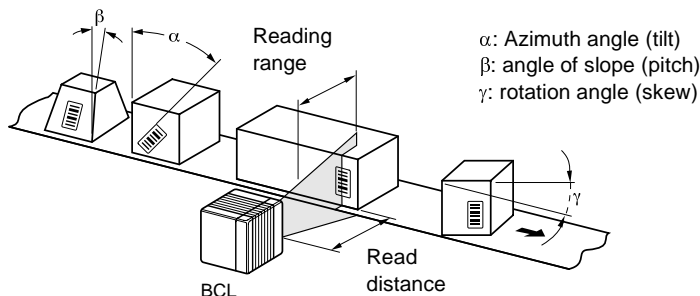 β
α
Reading
range
α: Azimuth angle (tilt)
β: angle of slope (pitch)
γ: rotation angle (skew)
γ
Read
distance
BCL